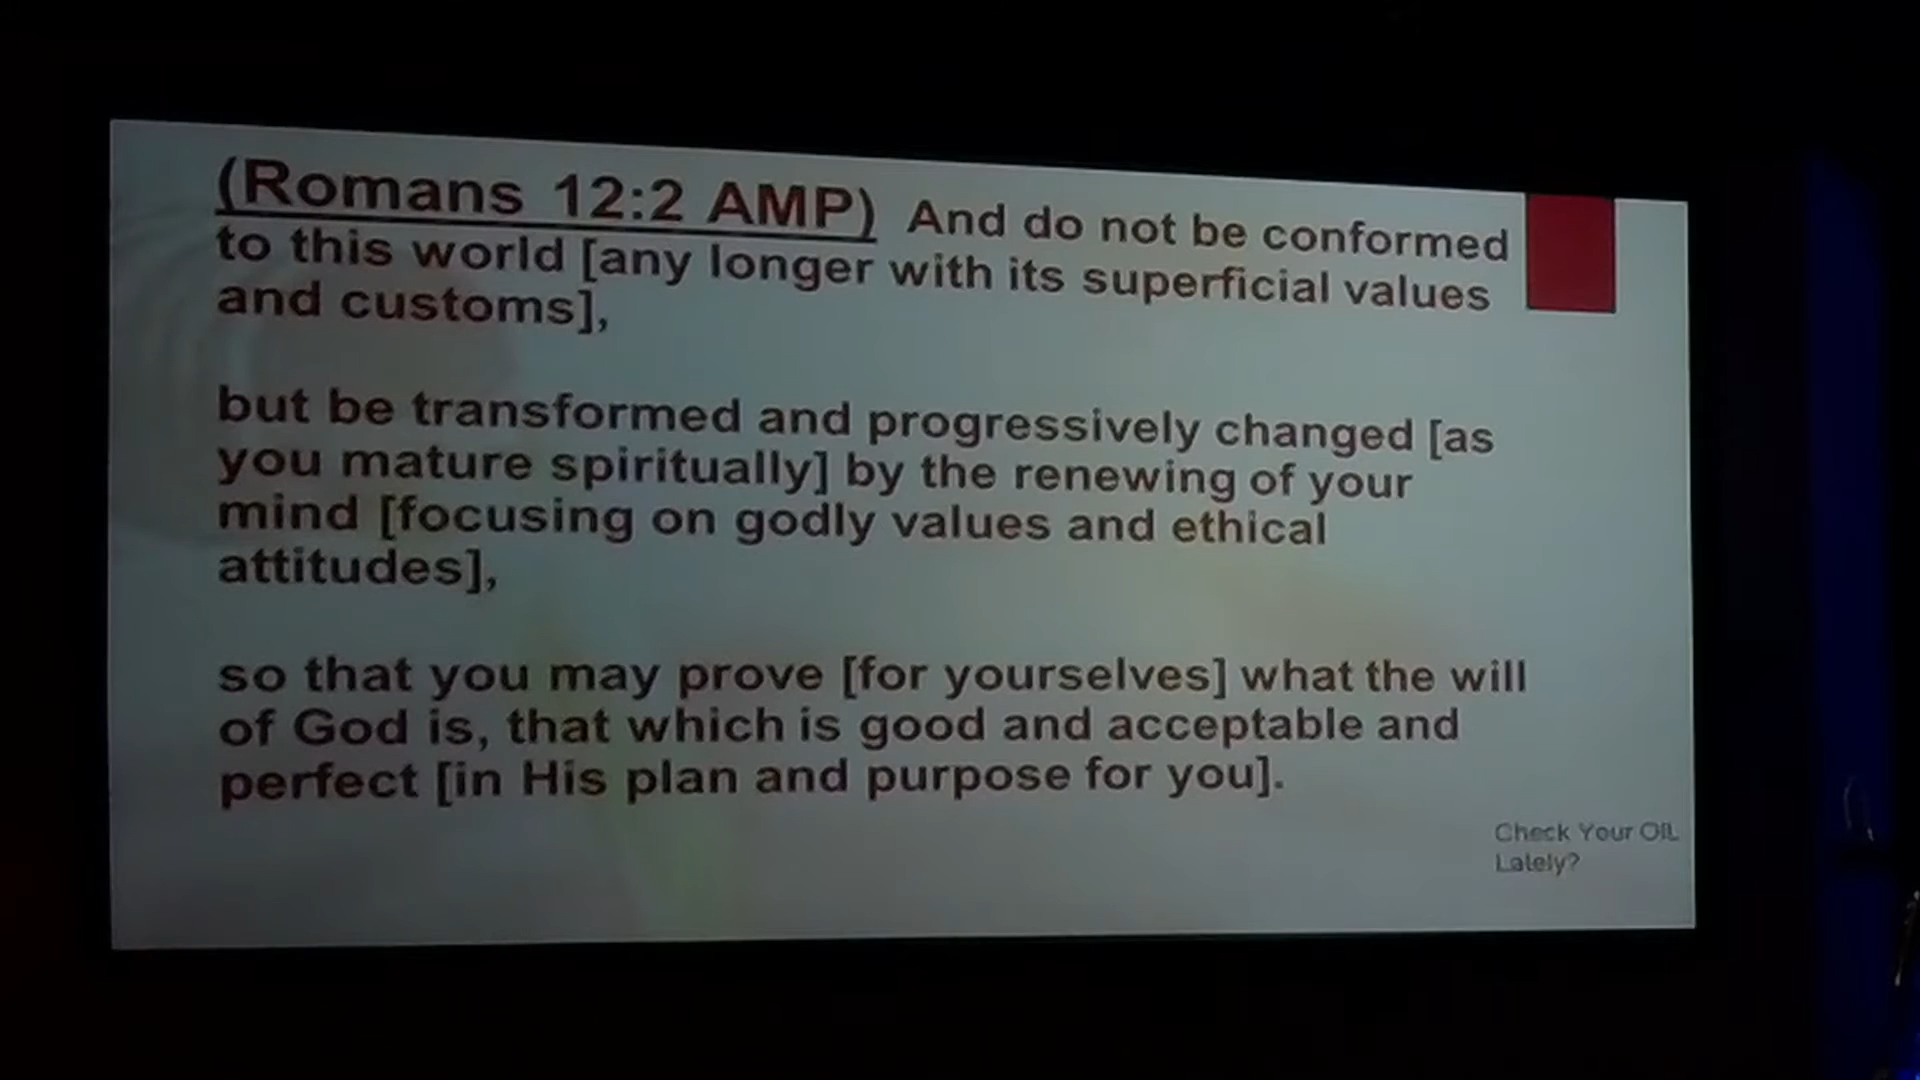 (Romans 12:2 AMP) And do not be conformed
to this world [any longer with its superficial values
and customs],
but be transformed and progressively changed [as
you mature spiritually] by the renewing of your
mind [focusing on godly values and ethical
attitudes],
so that you may prove [for yourselves] what the will
of God is, that which is good and acceptable and
perfect [in His plan and purpose for you].
Check Your OIL
Lately?